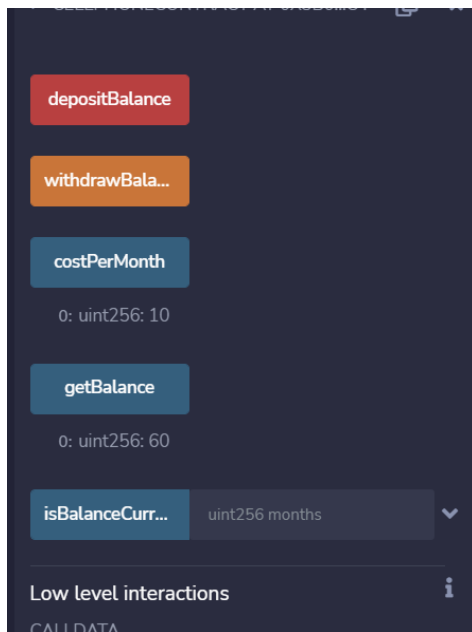 depositBalance
withdrawBala...
costPerMonth
0: uint256: 10
getBalance
0: uint256: 60
isBalanceCurr... uint256 months
Low level interactions
CALLDATA